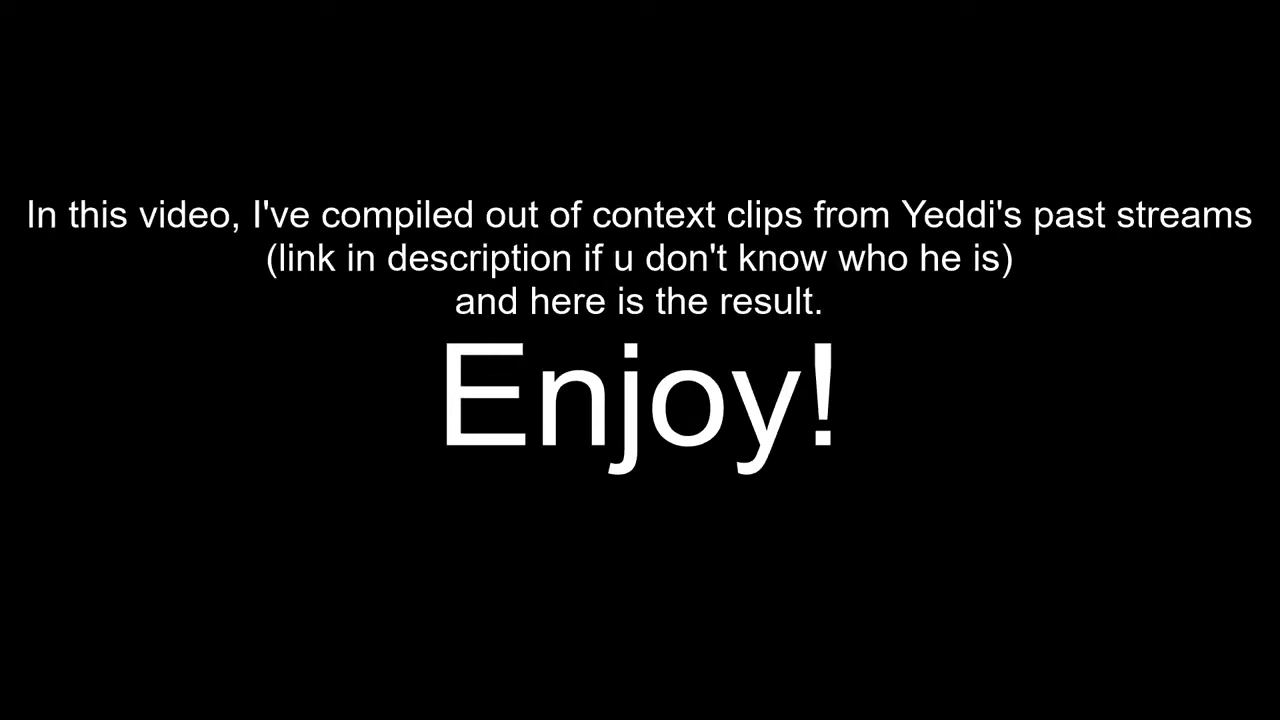 In this video, I've compiled out of context clips from Yeddi's past streams
(link in description if u don't know who he is)
and here is the result.
Enjoy!